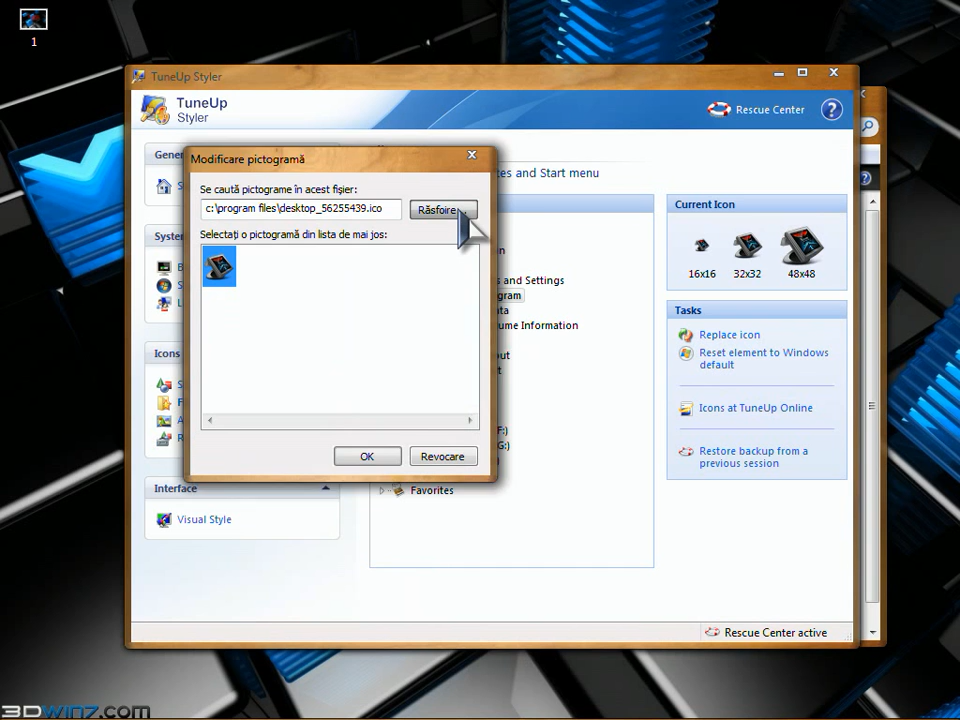 1
TuneUp Styler
TuneUp
Styler
Rescue Center
?
Modificare pictogramă
Se caută pictograme în acest fișier:
c:\program files\desktop_56255439.ico
Răsfoire...
Selectați o pictogramă din lista de mai jos:
OK
Revocare
and Start menu
s and Settings
gram
ume Information
F:)
G:)
Favorites
Icons
Interface
Visual Style
Current Icon
16x16
32x32
48x48
Tasks
Replace icon
Reset element to Windows
default
Icons at TuneUp Online
Restore backup from a
previous session
Rescue Center active
3DWINZ.COM